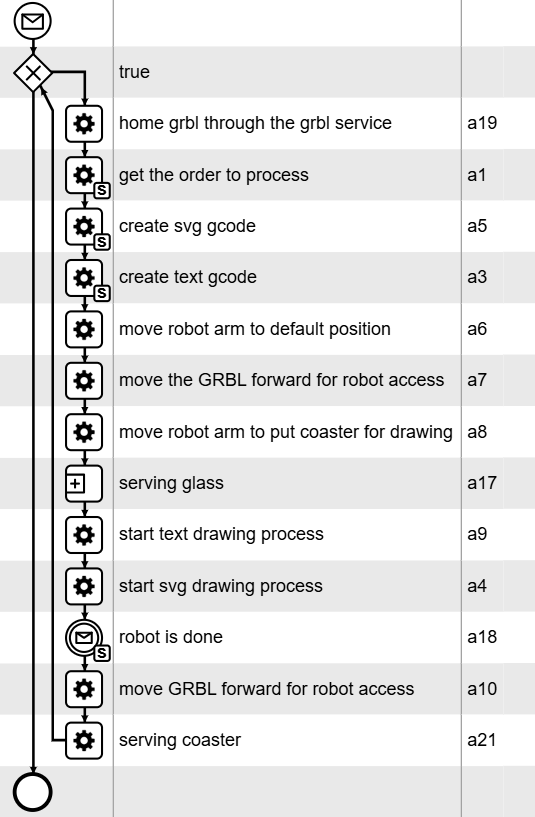 true
home grbl through the grbl service a19
get the order to process a1
S
create svg gcode a5
S
create text gcode a3
S
move robot arm to default position a6
move the GRBL forward for robot access a7
move robot arm to put coaster for drawing a8
serving glass a17
start text drawing process a9
start svg drawing process a4
robot is done a18
S
move GRBL forward for robot access a10
serving coaster a21